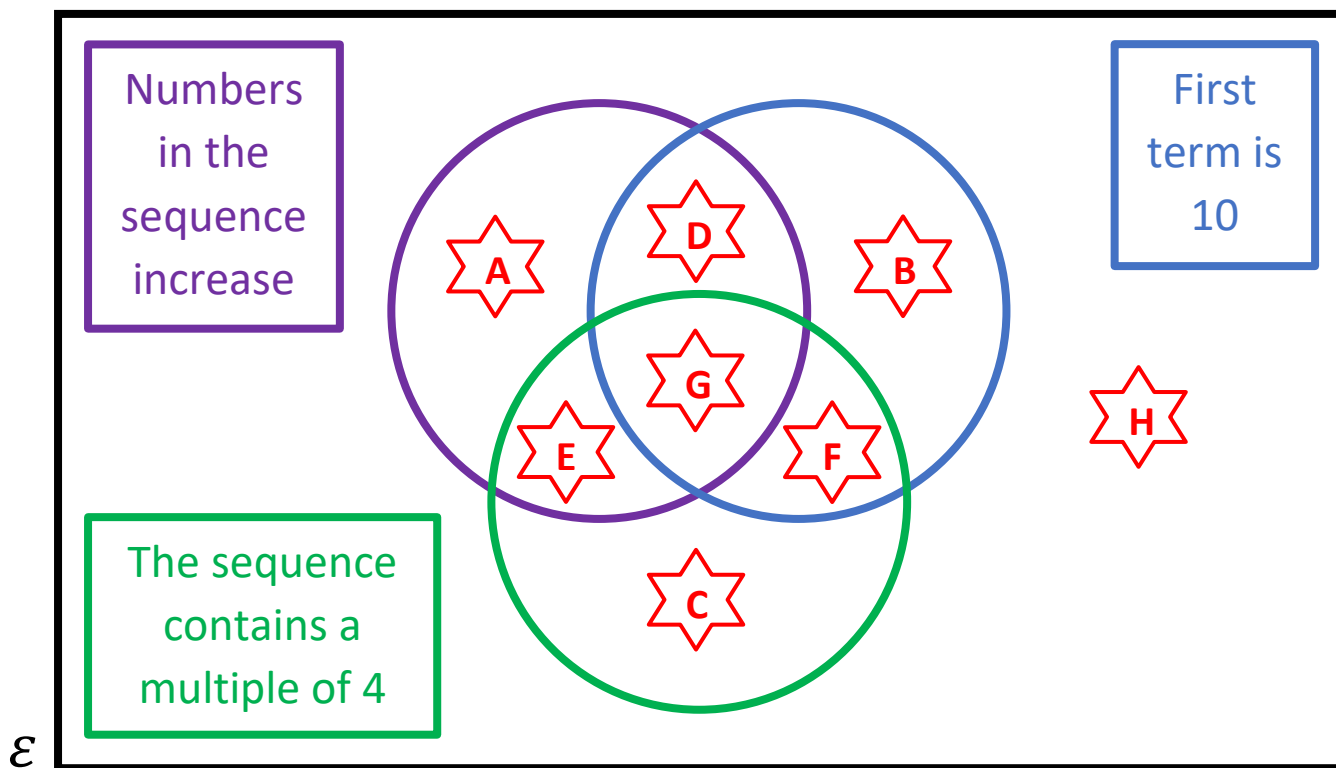 Numbers
in the
sequence
increase
First
term is
10
A
D
B
G
E
F
H
The sequence
contains a
multiple of 4
C
ε